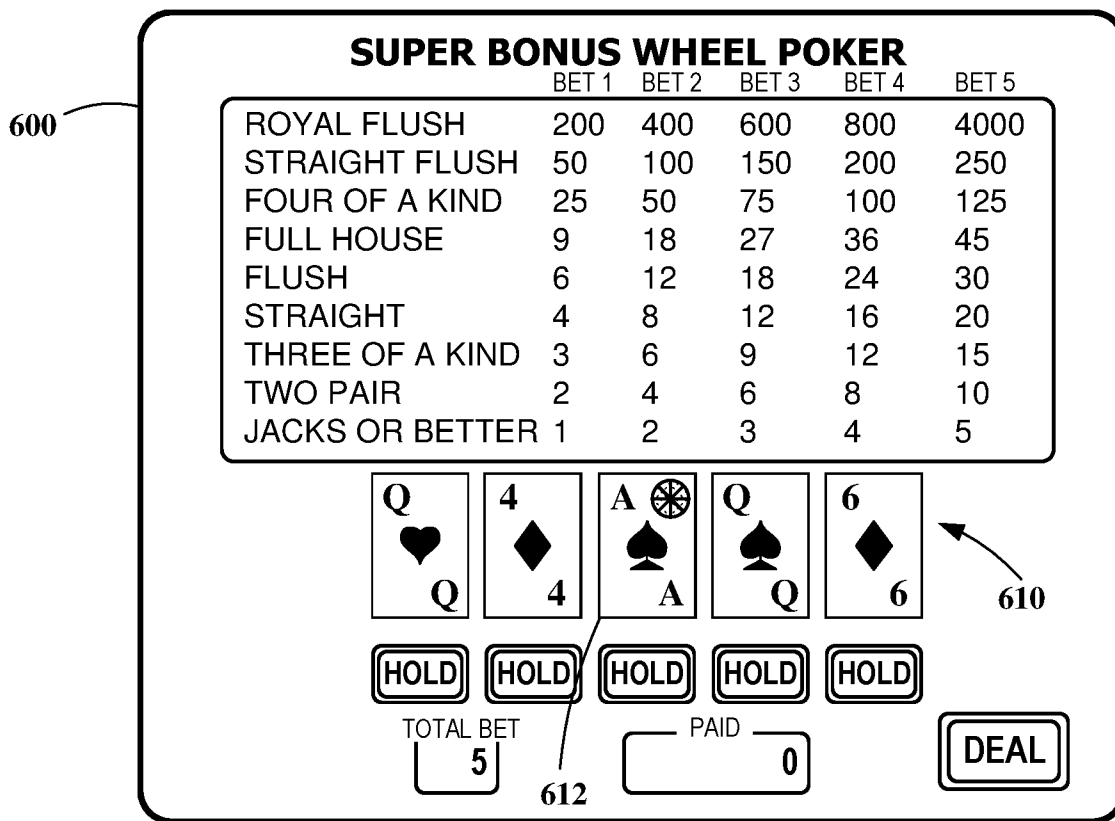 SUPER BONUS WHEEL POKER
BET 1 BET 2 BET 3 BET 4 BET 5
600
ROYAL FLUSH 200 400 600 800 4000
STRAIGHT FLUSH 50 100 150 200 250
FOUR OF A KIND 25 50 75 100 125
FULL HOUSE 9 18 27 36 45
FLUSH 6 12 18 24 30
STRAIGHT 4 8 12 16 20
THREE OF A KIND 3 6 9 12 15
TWO PAIR 2 4 6 8 10
JACKS OR BETTER 1 2 3 4 5
Q 4 A Q 6
Q 4 A Q 6
610
HOLD HOLD HOLD HOLD HOLD
TOTAL BET PAID
5 0 DEAL
612